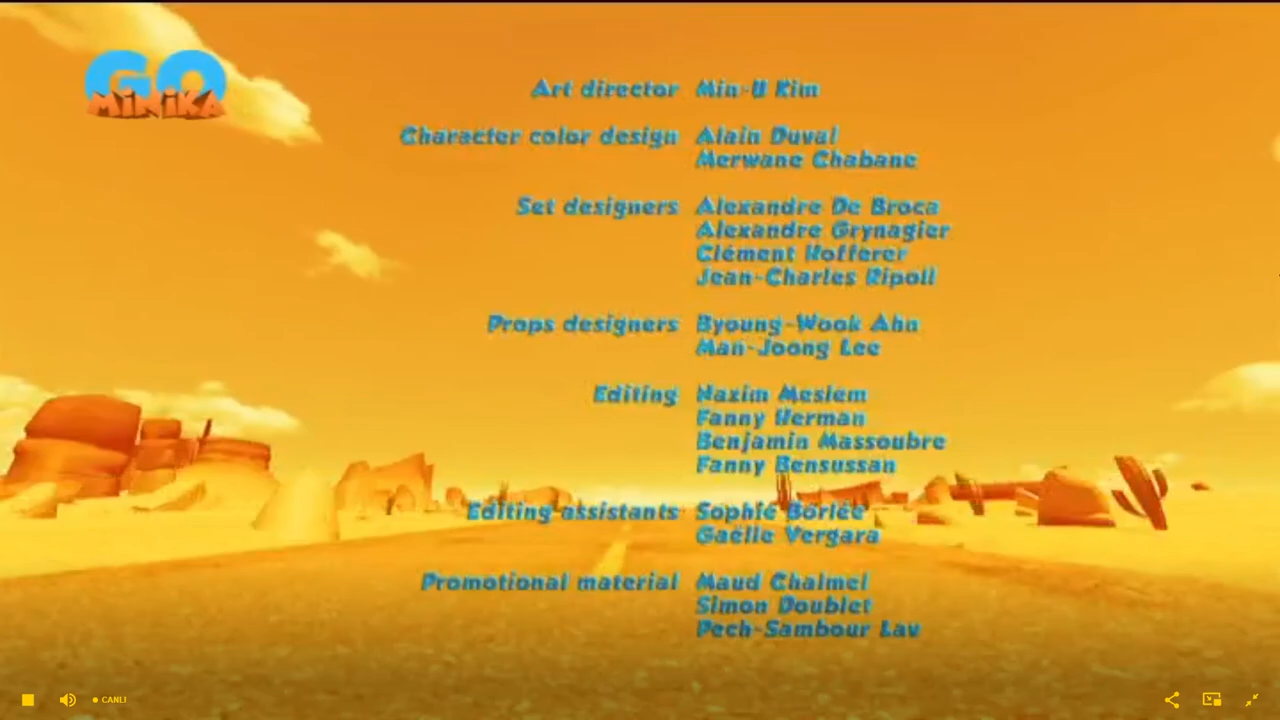 GO
MiNiKA
Art director Min-U Kim
Character color design Alain Duval
Merwane Chabane
Set designers Alexandre De Broca
Alexandre Grynagier
Clément Hofferer
Jean-Charles Ripoll
Props designers Byoung-Wook Ahn
Man-Joong Lee
Editing Nazim Meslem
Fanny Herman
Benjamin Massoubre
Fanny Bensussan
Editing assistants Sophie Borlée
Gaëlle Vergara
Promotional material Maud Chalmel
Simon Doublet
Pech-Sambour Lav
CANLI